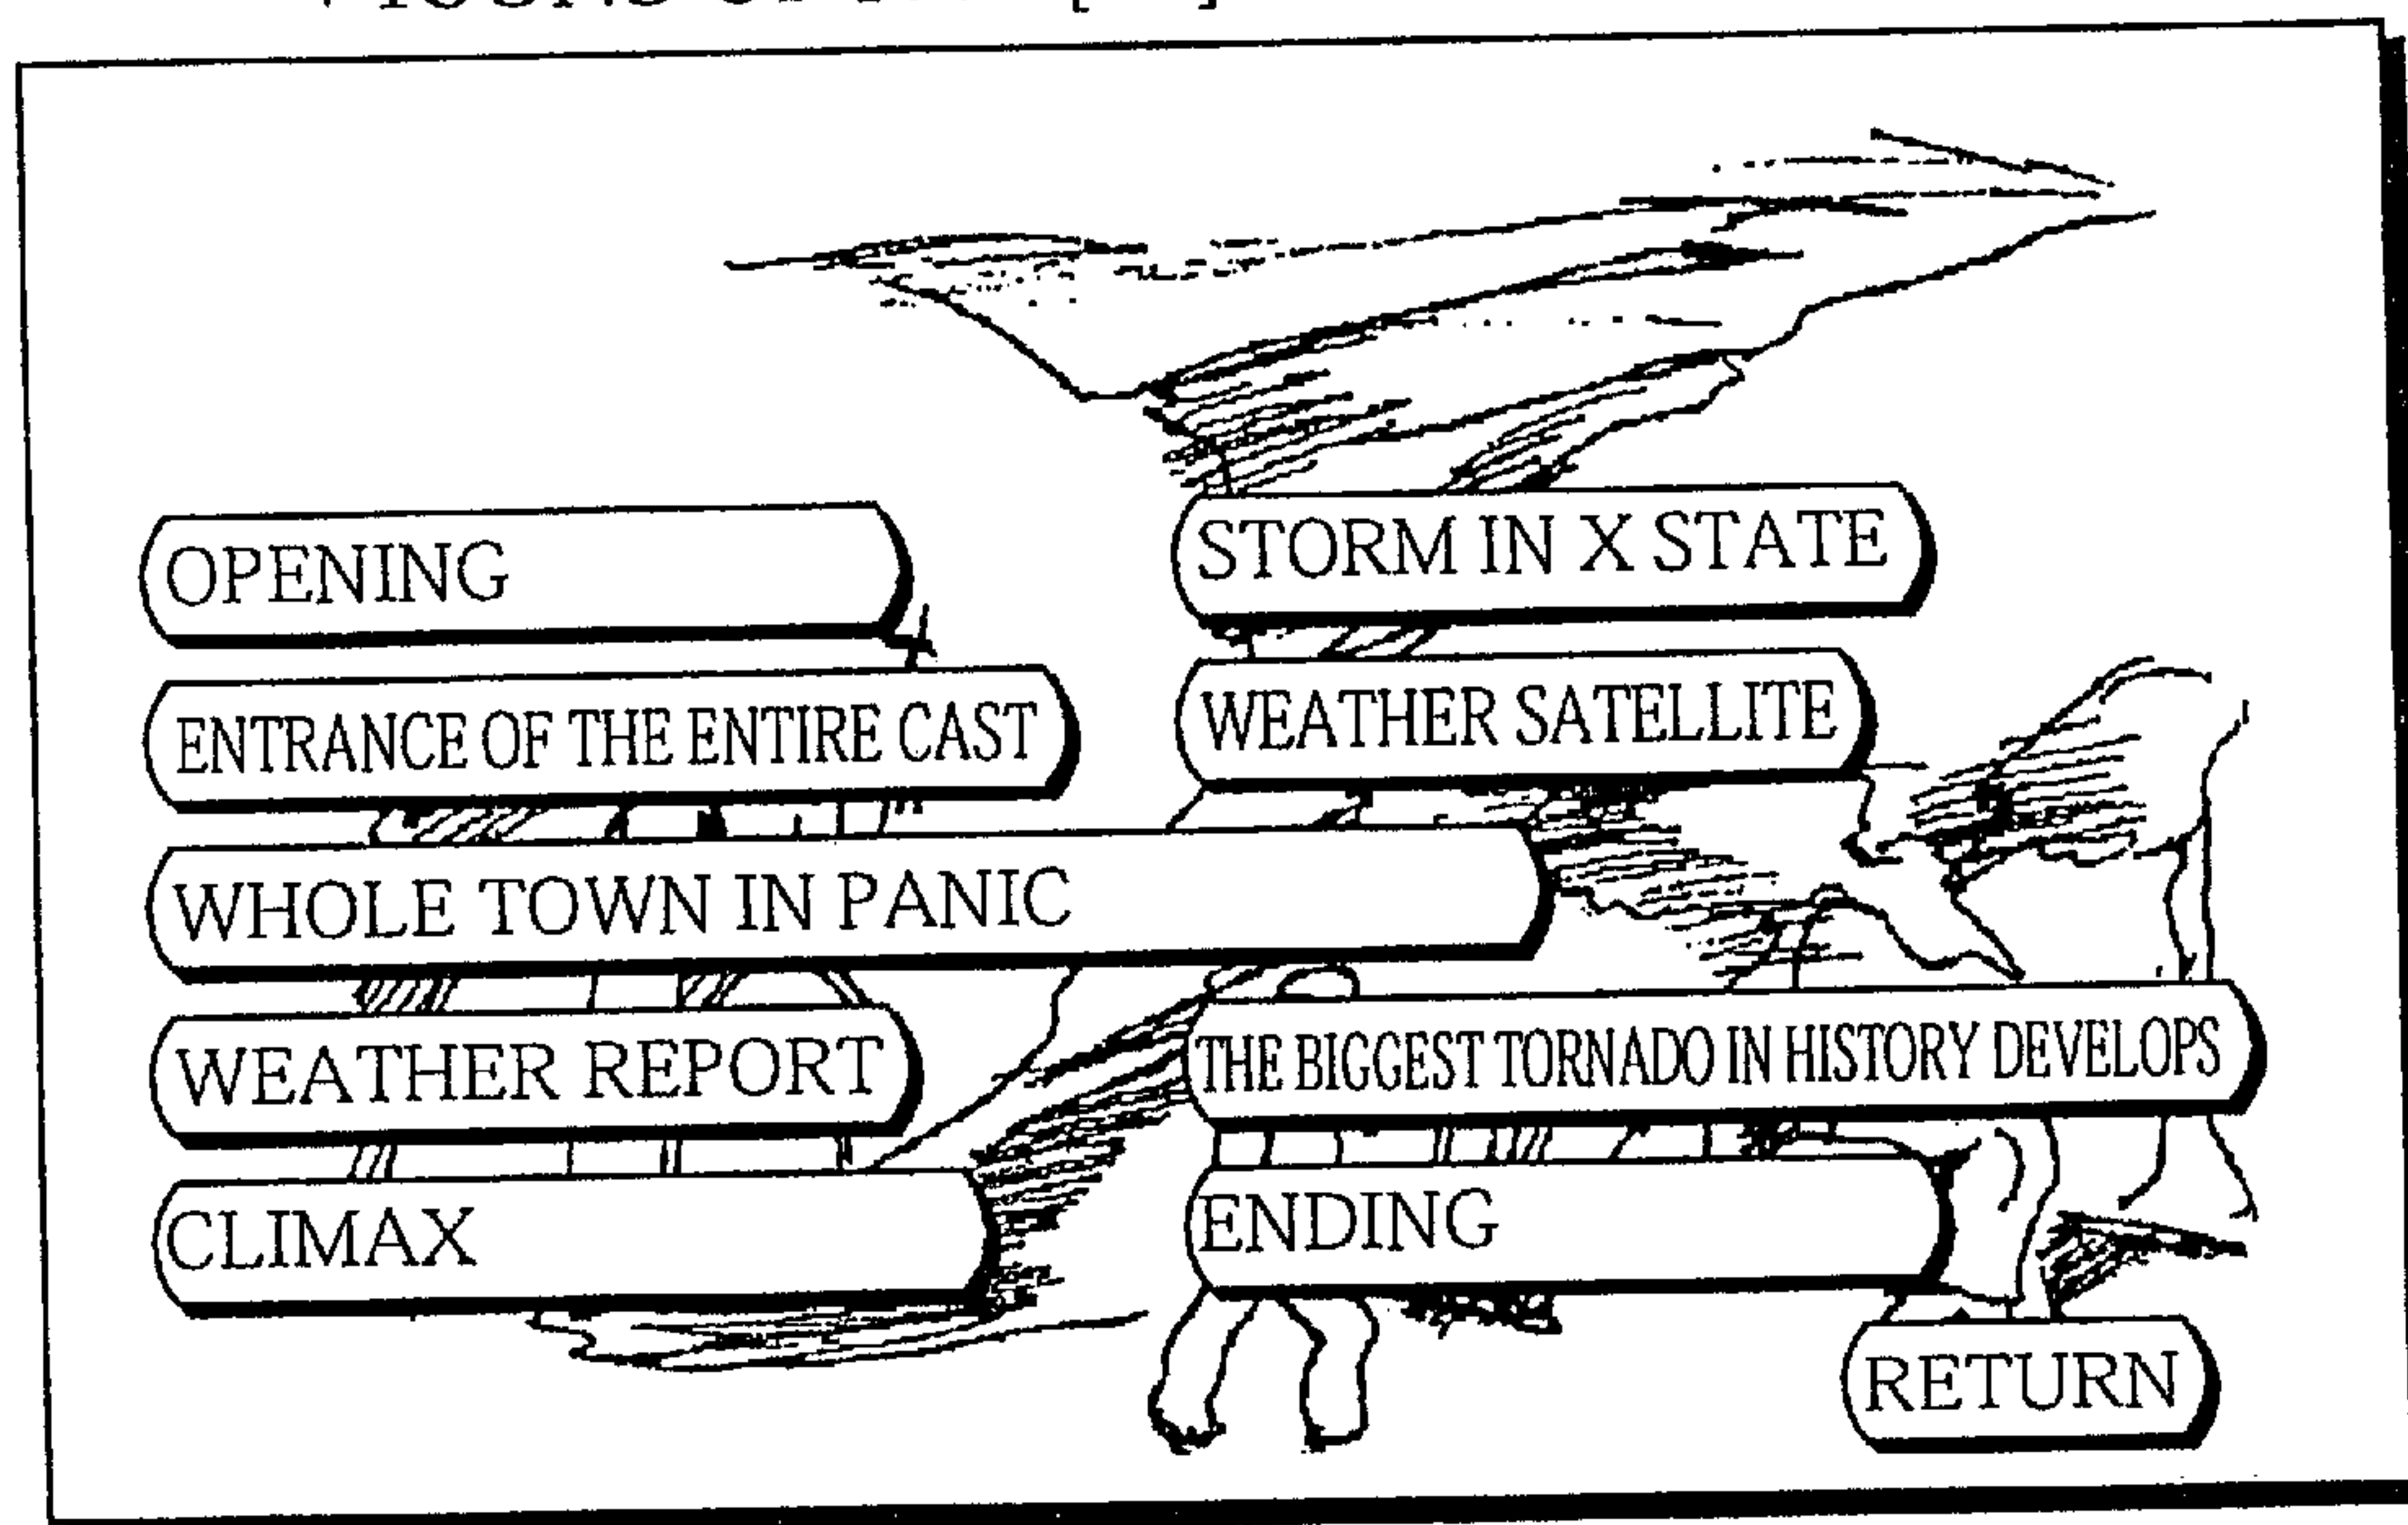 OPENING
STORM IN X STATE
ENTRANCE OF THE ENTIRE CAST
WEATHER SATELLITE
WHOLE TOWN IN PANIC
WEATHER REPORT
THE BIGGEST TORNADO IN HISTORY DEVELOPS
CLIMAX
ENDING
RETURN